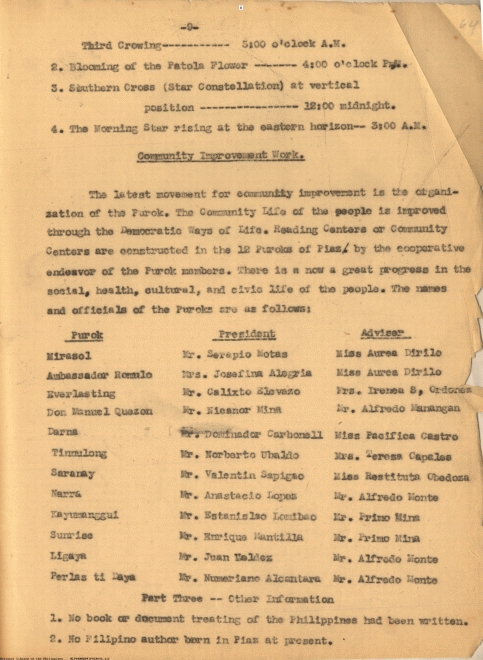 -9-
Third Crowing----------- 5:00 o'clock A.M.
2. Blooming of the Patola Flower ------- 4:00 o'clock P.M.
3. Southern Cross (Star Constellation) at vertical
position ---------------- 12:00 midnight.
4. The Morning Star rising at the eastern horizon-- 3:00 A.M.
Community Improvement Work.
The latest movement for community improvement is the organi-
zation of the Purok. The Community Life of the people is improved
through the Democratic Ways of Life. Reading Centers or Community
Centers are constructed in the 12 Puroks of Piaz, by the cooperative
endeavor of the Purok members. There is a now a great progress in the
social, health, cultural, and civic life of the people. The names
and officials of the Puroks are as follows:
Purok President Adviser
Mirasol Mr. Serapio Notas Miss Aurea Dirilo
Ambassador Romulo Mrs. Josefina Alegria Miss Aurea Dirilo
Everlasting Mr. Calixto Elevazo Mrs. Irenea S, Ordonez
Don Manuel Quezon Mr. Nicanor Mina Mr. Alfredo Manangan
Darna Mr. Dominador Carbonell Miss Pacifica Castro
Tinmulong Mr. Norberto Ubaldo Mrs. Teresa Capales
Saranay Mr. Valentin Sapigao Miss Restituta Obedoza
Narra Mr. Anastacio Lopez Mr. Alfredo Monte
Kayumanggui Mr. Estanislao Lomibao Mr. Primo Mina
Sunrise Mr. Enrique Mantilla Mr. Primo Mina
Ligaya Mr. Juan Valdez Mr. Alfredo Monte
Perlas ti Daya Mr. Numeriano Alcantara Mr. Alfredo Monte
Part Three -- Other Information
1. No book or document treating of the Philippines had been written.
2. No Filipino author born in Piaz at present.